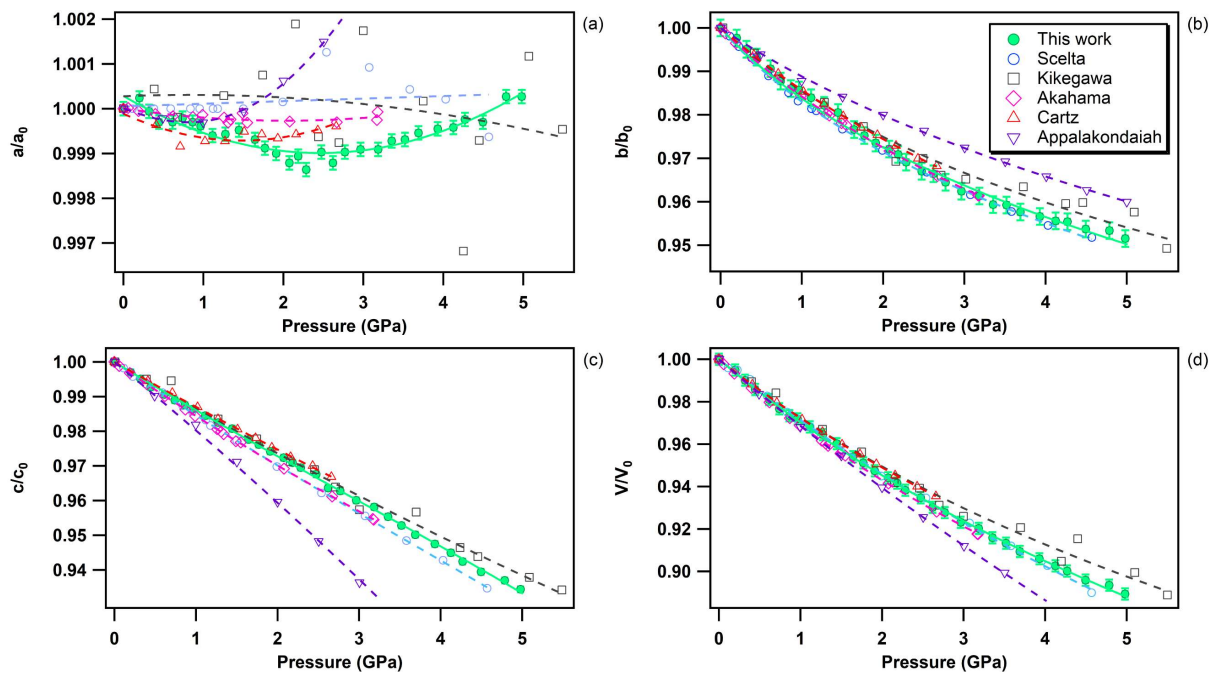 (a)
1.002
1.001
1.000
0.999
0.998
0.997
a/a0
0 1 2 3 4 5
Pressure (GPa)
(b)
1.00
0.99
0.98
0.97
0.96
0.95
b/b0
This work
Scelta
Kikegawa
Akahama
Cartz
Appalakondaiah
0 1 2 3 4 5
Pressure (GPa)
(c)
1.00
0.99
0.98
0.97
0.96
0.95
0.94
c/c0
0 1 2 3 4 5
Pressure (GPa)
(d)
1.00
0.98
0.96
0.94
0.92
0.90
V/V0
0 1 2 3 4 5
Pressure (GPa)